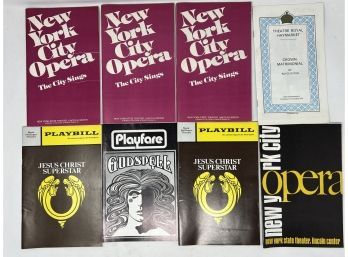 New
York
City
Opera
The City Sings
New
York
City
Opera
The City Sings
New
York
City
Opera
The City Sings
THEATRE ROYAL
HAYMARKET
CROWN
MATRIMONIAL
PLAYBILL
JESUS CHRIST
SUPERSTAR
Playfare
GODSPELL
PLAYBILL
JESUS CHRIST
SUPERSTAR
new york city
opera
new york state theater, lincoln center